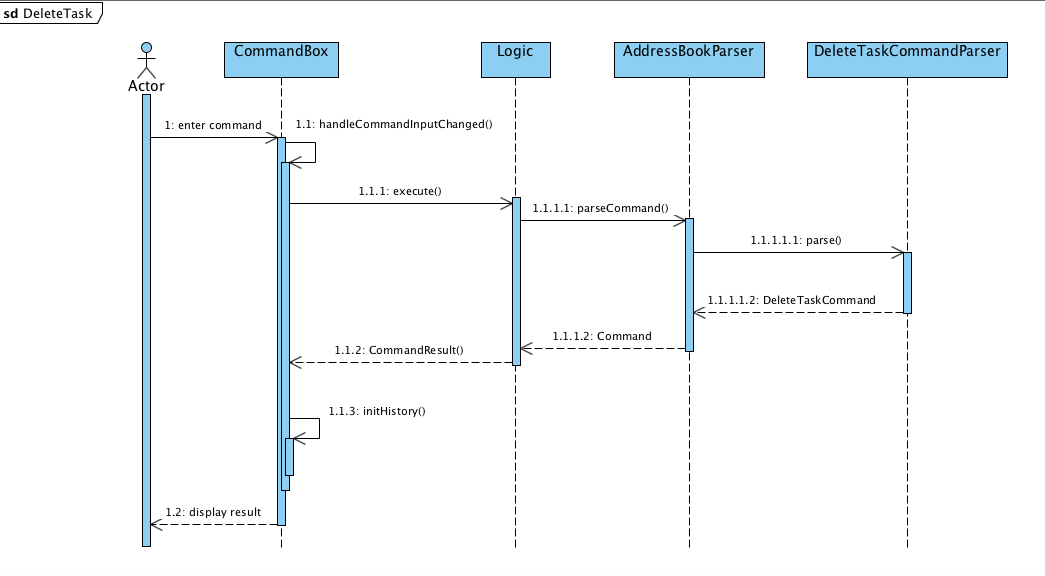 sd DeleteTask
Actor
CommandBox
Logic
AddressBookParser
DeleteTaskCommandParser
1: enter command
1.1: handleCommandInputChanged()
1.1.1: execute()
1.1.1.1: parseCommand()
1.1.1.1.1: parse()
1.1.1.1.2: DeleteTaskCommand
1.1.1.2: Command
1.1.2: CommandResult()
1.1.3: initHistory()
1.2: display result